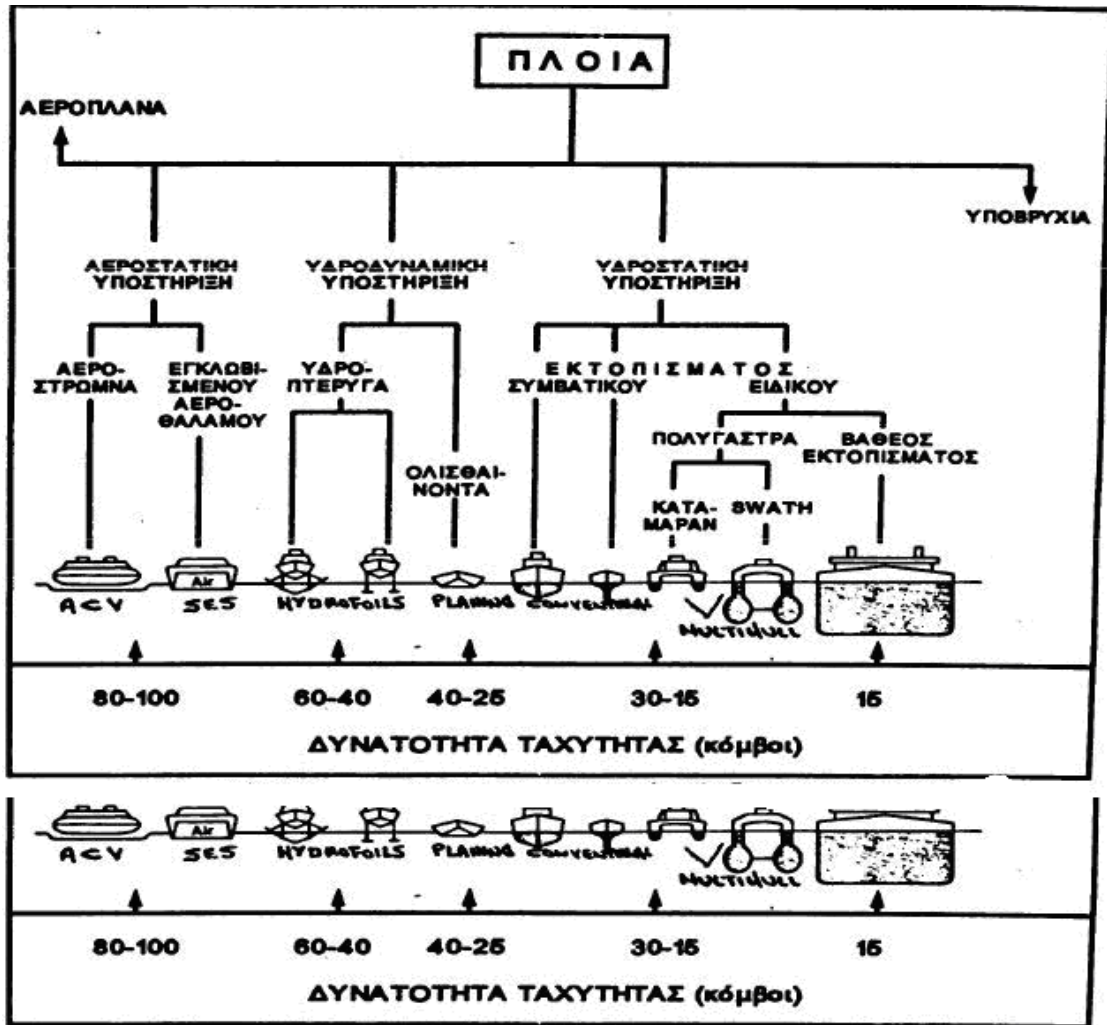 ΠΛΟΙΑ
ΑΕΡΟΠΛΑΝΑ
ΥΠΟΒΡΥΧΙΑ
ΑΕΡΟΣΤΑΤΙΚΗ
ΥΠΟΣΤΗΡΙΞΗ
ΥΔΡΟΔΥΝΑΜΙΚΗ
ΥΠΟΣΤΗΡΙΞΗ
ΥΔΡΟΣΤΑΤΙΚΗ
ΥΠΟΣΤΗΡΙΞΗ
ΑΕΡΟ-
ΣΤΡΩΜΝΑ
ΕΓΚΛΩΒΙ-
ΣΜΕΝΟΥ
ΑΕΡΟ-
ΘΑΛΑΜΟΥ
ΥΔΡΟ-
ΠΤΕΡΥΓΑ
ΟΛΙΣΘΑΙ-
ΝΟΝΤΑ
ΕΚΤΟΠΙΣΜΑΤΟΣ
ΣΥΜΒΑΤΙΚΟΥ
ΕΙΔΙΚΟΥ
ΠΟΛΥΓΑΣΤΡΑ
ΒΑΘΕΟΣ
ΕΚΤΟΠΙΣΜΑΤΟΣ
ΚΑΤΑ-
ΜΑΡΑΝ
SWATH
Air
ACV
SES
HYDROFOILS
PLANING
CONVENTIONAL
MULTIHULL
80-100
60-40
40-25
30-15
15
ΔΥΝΑΤΟΤΗΤΑ ΤΑΧΥΤΗΤΑΣ (κόμβοι)
Air
ACV
SES
HYDROFOILS
PLANING
CONVENTIONAL
MULTIHULL
80-100
60-40
40-25
30-15
15
ΔΥΝΑΤΟΤΗΤΑ ΤΑΧΥΤΗΤΑΣ (κόμβοι)